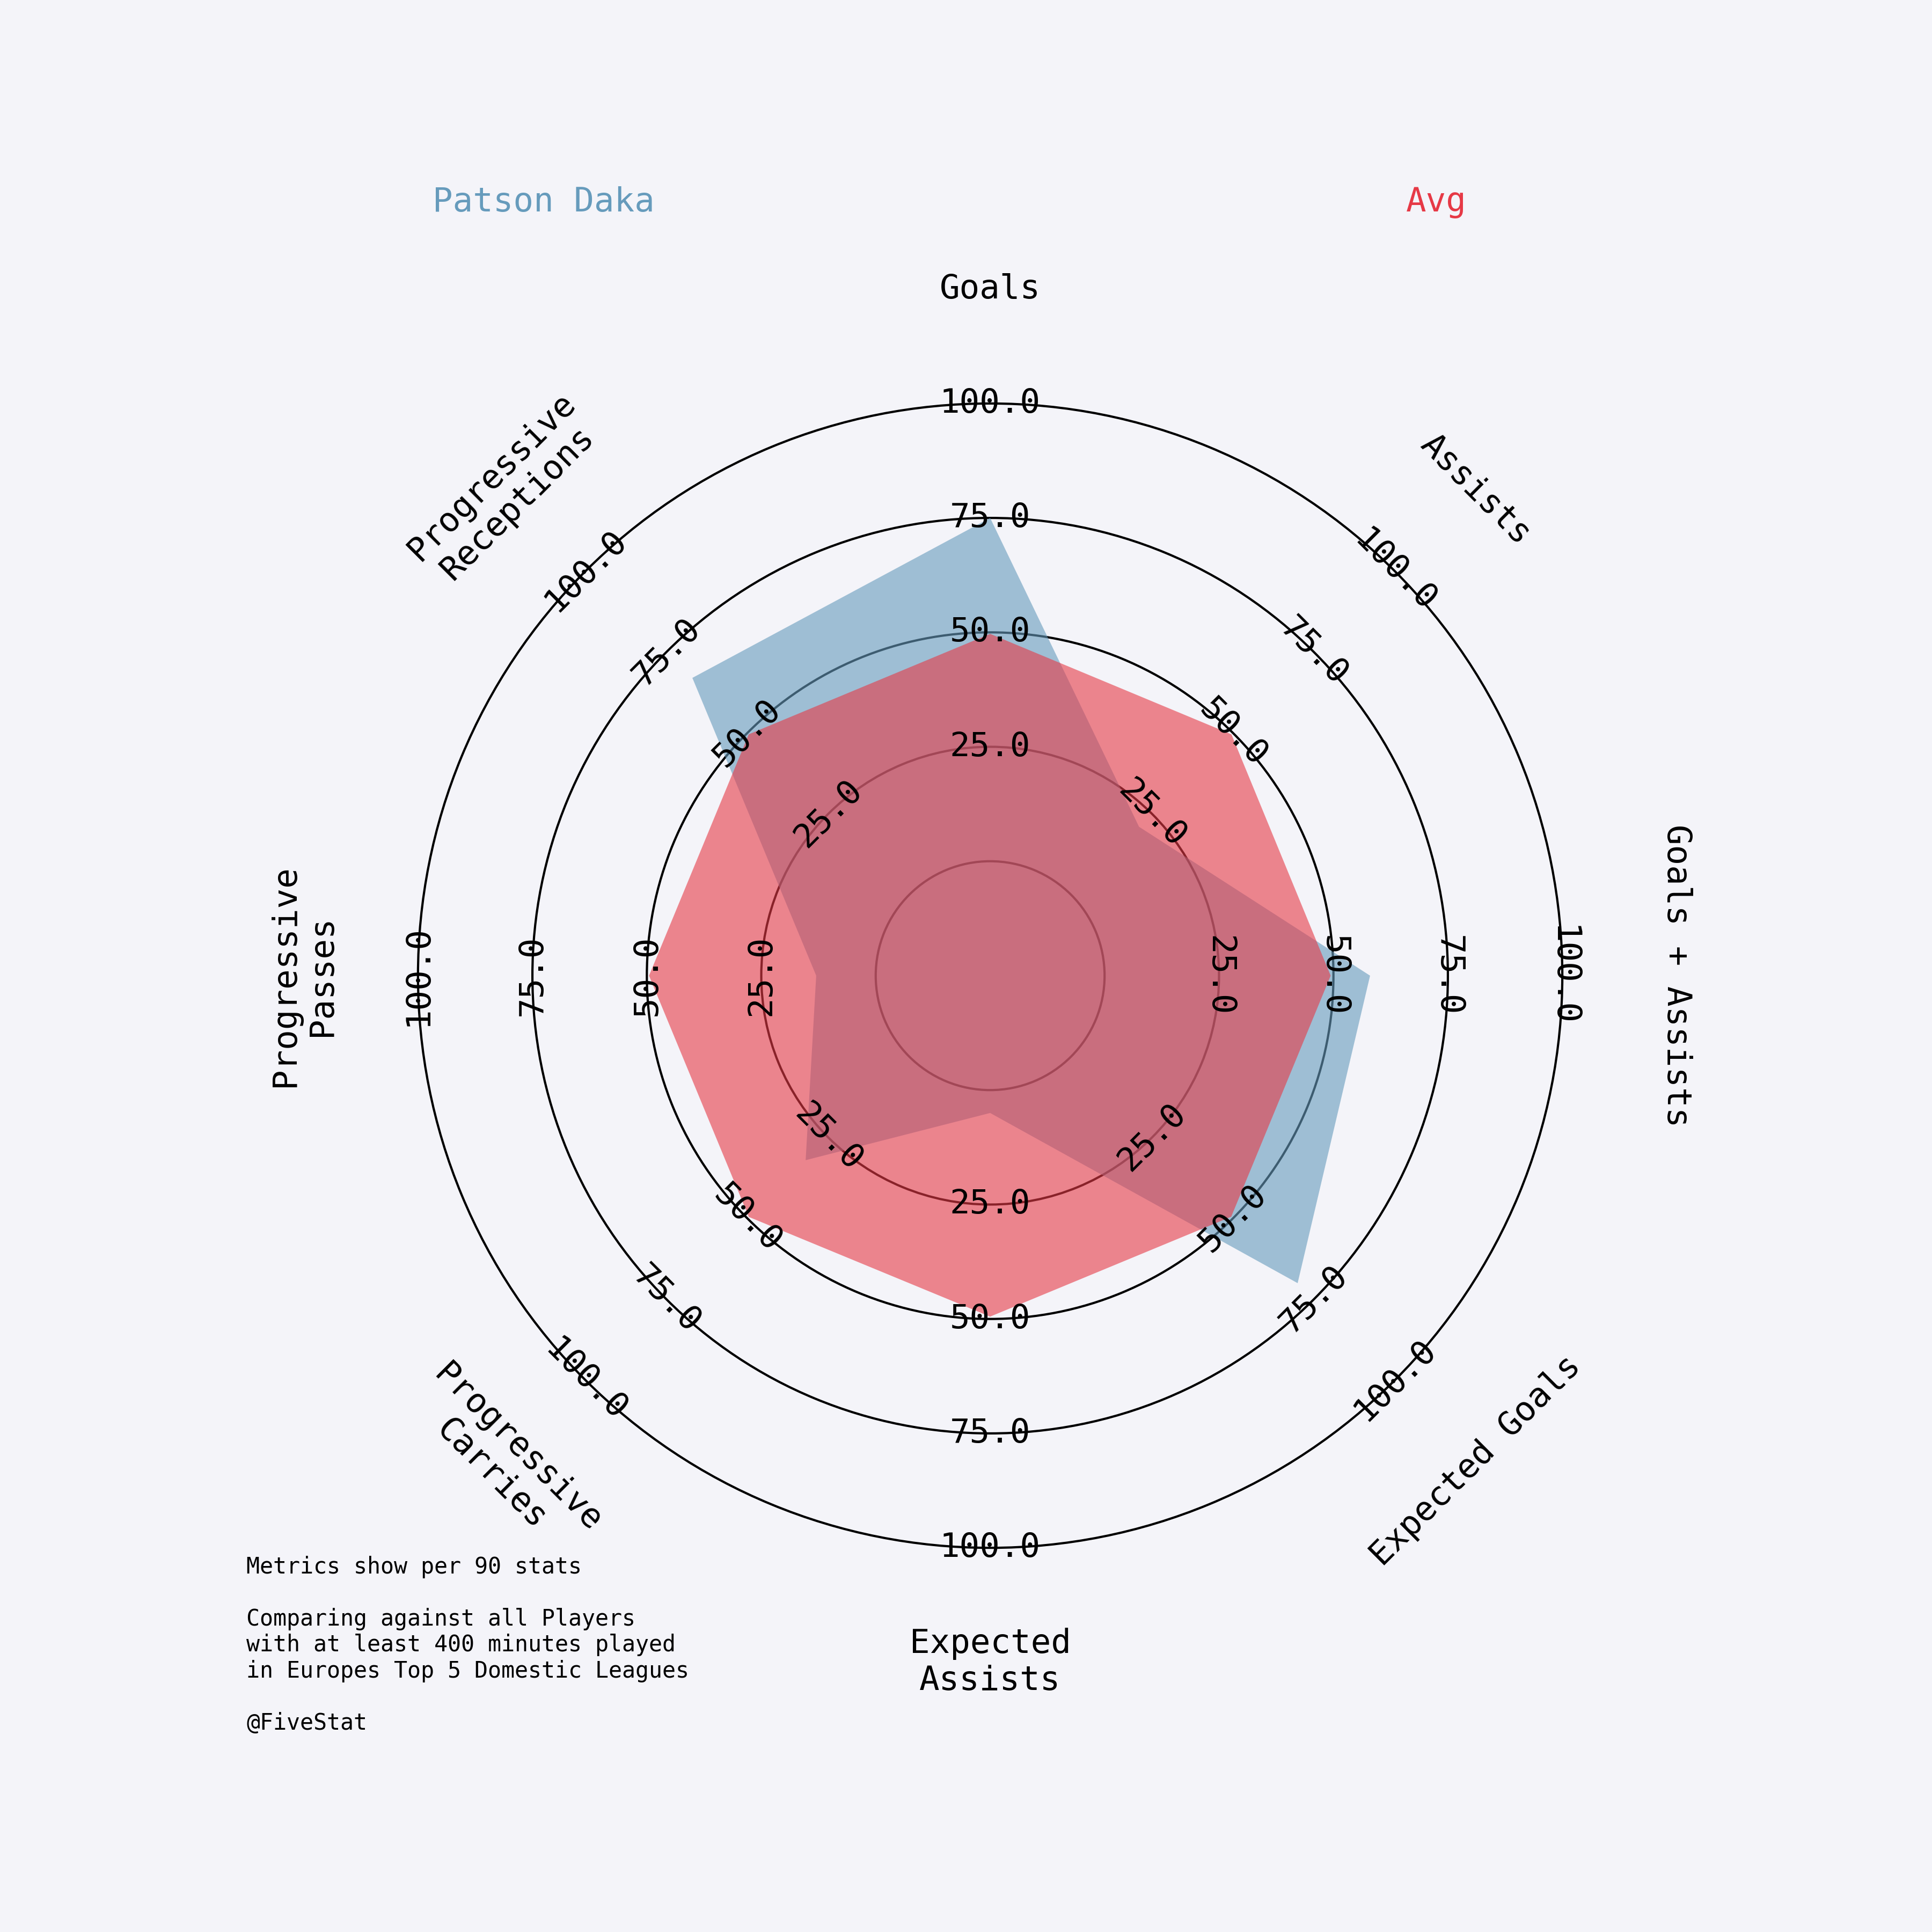 Patson Daka
Avg
Goals
Assists
Goals + Assists
Expected Goals
Expected
Assists
Progressive
Carries
Progressive
Passes
Progressive
Receptions
100.0
75.0
50.0
25.0
100.0
75.0
50.0
25.0
100.0
75.0
50.0
25.0
100.0
75.0
50.0
25.0
25.0
50.0
75.0
100.0
25.0
50.0
75.0
100.0
100.0
75.0
50.0
25.0
100.0
75.0
50.0
25.0
Metrics show per 90 stats
Comparing against all Players
with at least 400 minutes played
in Europes Top 5 Domestic Leagues
@FiveStat